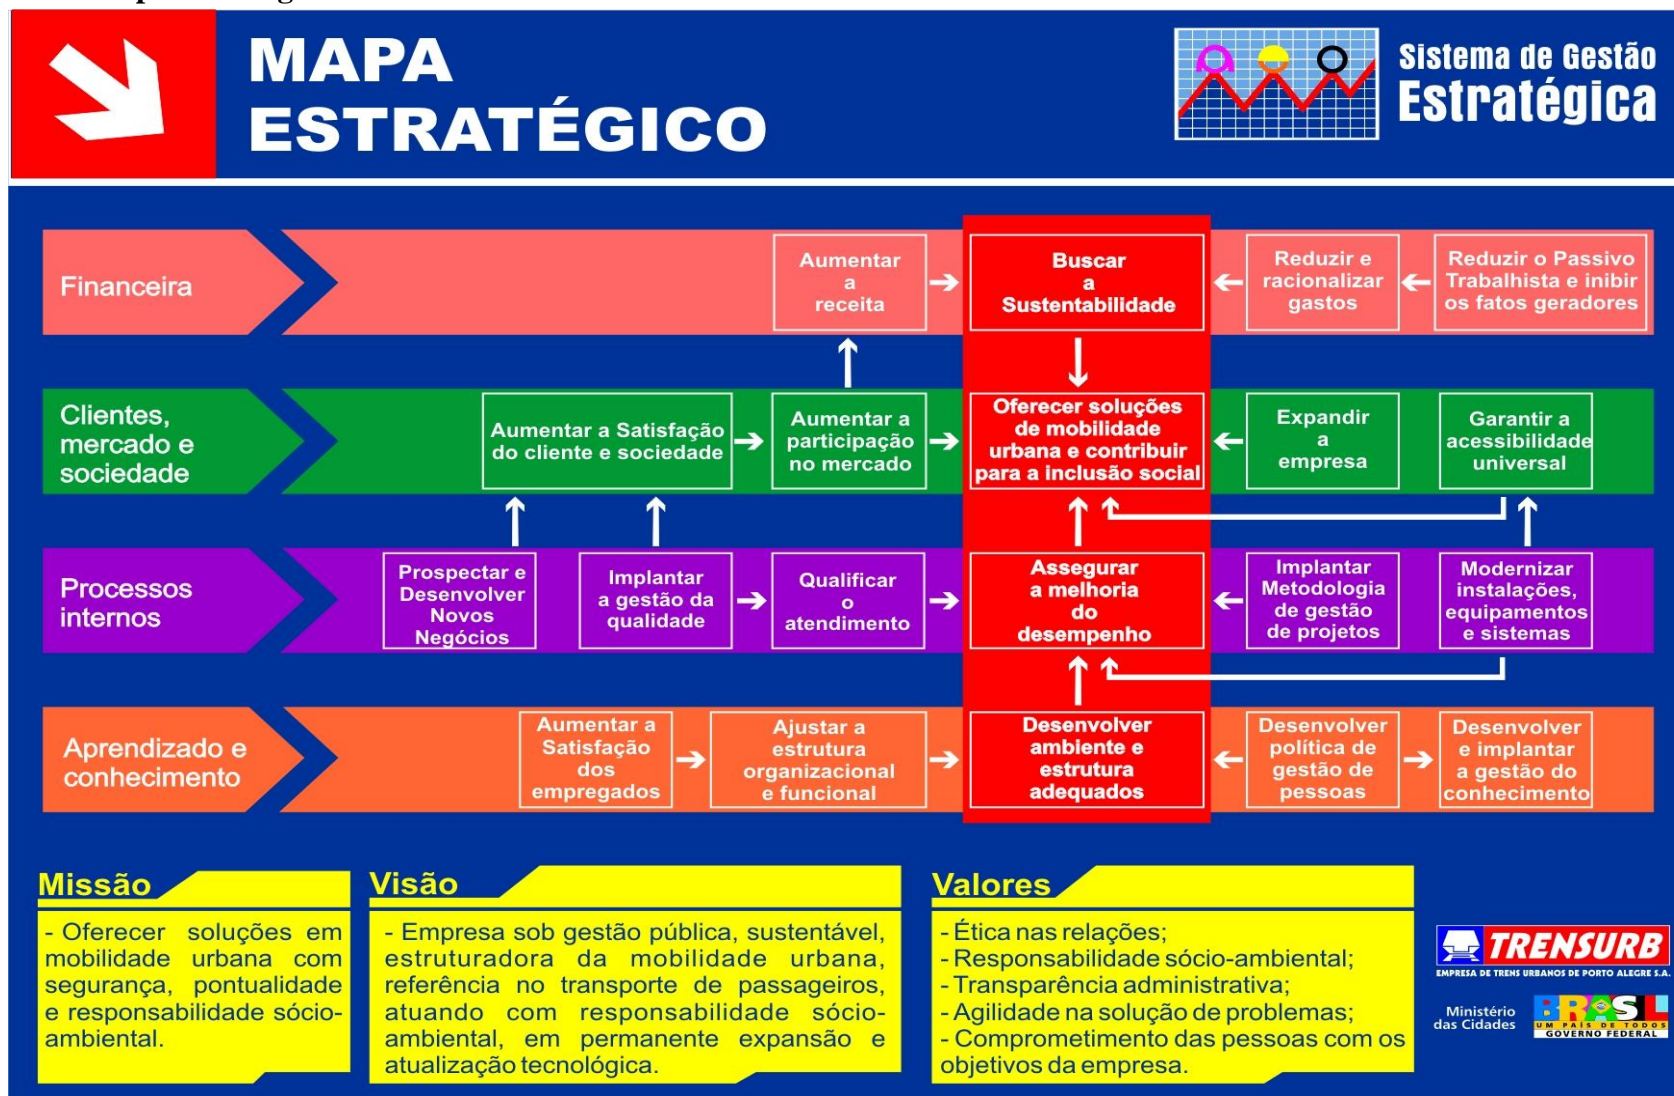 MAPA
ESTRATÉGICO
Sistema de Gestão
Estratégica
Financeira
Aumentar
a
receita
Buscar
a
Sustentabilidade
Reduzir e
racionalizar
gastos
Reduzir o Passivo
Trabalhista e inibir
os fatos geradores
Clientes,
mercado e
sociedade
Aumentar a Satisfação
do cliente e sociedade
Aumentar a
participação
no mercado
Oferecer soluções
de mobilidade
urbana e contribuir
para a inclusão social
Expandir
a
empresa
Garantir a
acessibilidade
universal
Processos
internos
Prospectar e
Desenvolver
Novos
Negócios
Implantar
a gestão da
qualidade
Qualificar
o
atendimento
Assegurar
a melhoria
do
desempenho
Implantar
Metodologia
de gestão
de projetos
Modernizar
instalações,
equipamentos
e sistemas
Aprendizado e
conhecimento
Aumentar a
Satisfação
dos
empregados
Ajustar a
estrutura
organizacional
e funcional
Desenvolver
ambiente e
estrutura
adequados
Desenvolver
política de
gestão de
pessoas
Desenvolver
e implantar
a gestão do
conhecimento
Missão
- Oferecer soluções em
mobilidade urbana com
segurança, pontualidade
e responsabilidade sócio-
ambiental.
Visão
- Empresa sob gestão pública, sustentável,
estruturadora da mobilidade urbana,
referência no transporte de passageiros,
atuando com responsabilidade sócio-
ambiental, em permanente expansão e
atualização tecnológica.
Valores
- Ética nas relações;
- Responsabilidade sócio-ambiental;
- Transparência administrativa;
- Agilidade na solução de problemas;
- Comprometimento das pessoas com os
objetivos da empresa.
TRENSURB
EMPRESA DE TRENS URBANOS DE PORTO ALEGRE S.A.
Ministério
das Cidades
BRASIL
UM PAÍS DE TODOS
GOVERNO FEDERAL